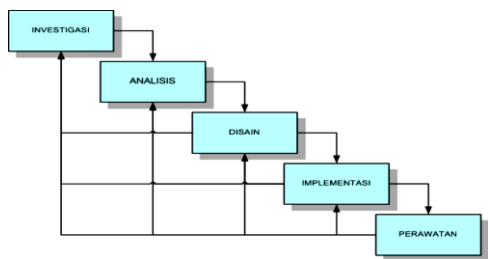 INVESTIGASI
ANALISIS
DISAIN
IMPLEMENTASI
PERAWATAN